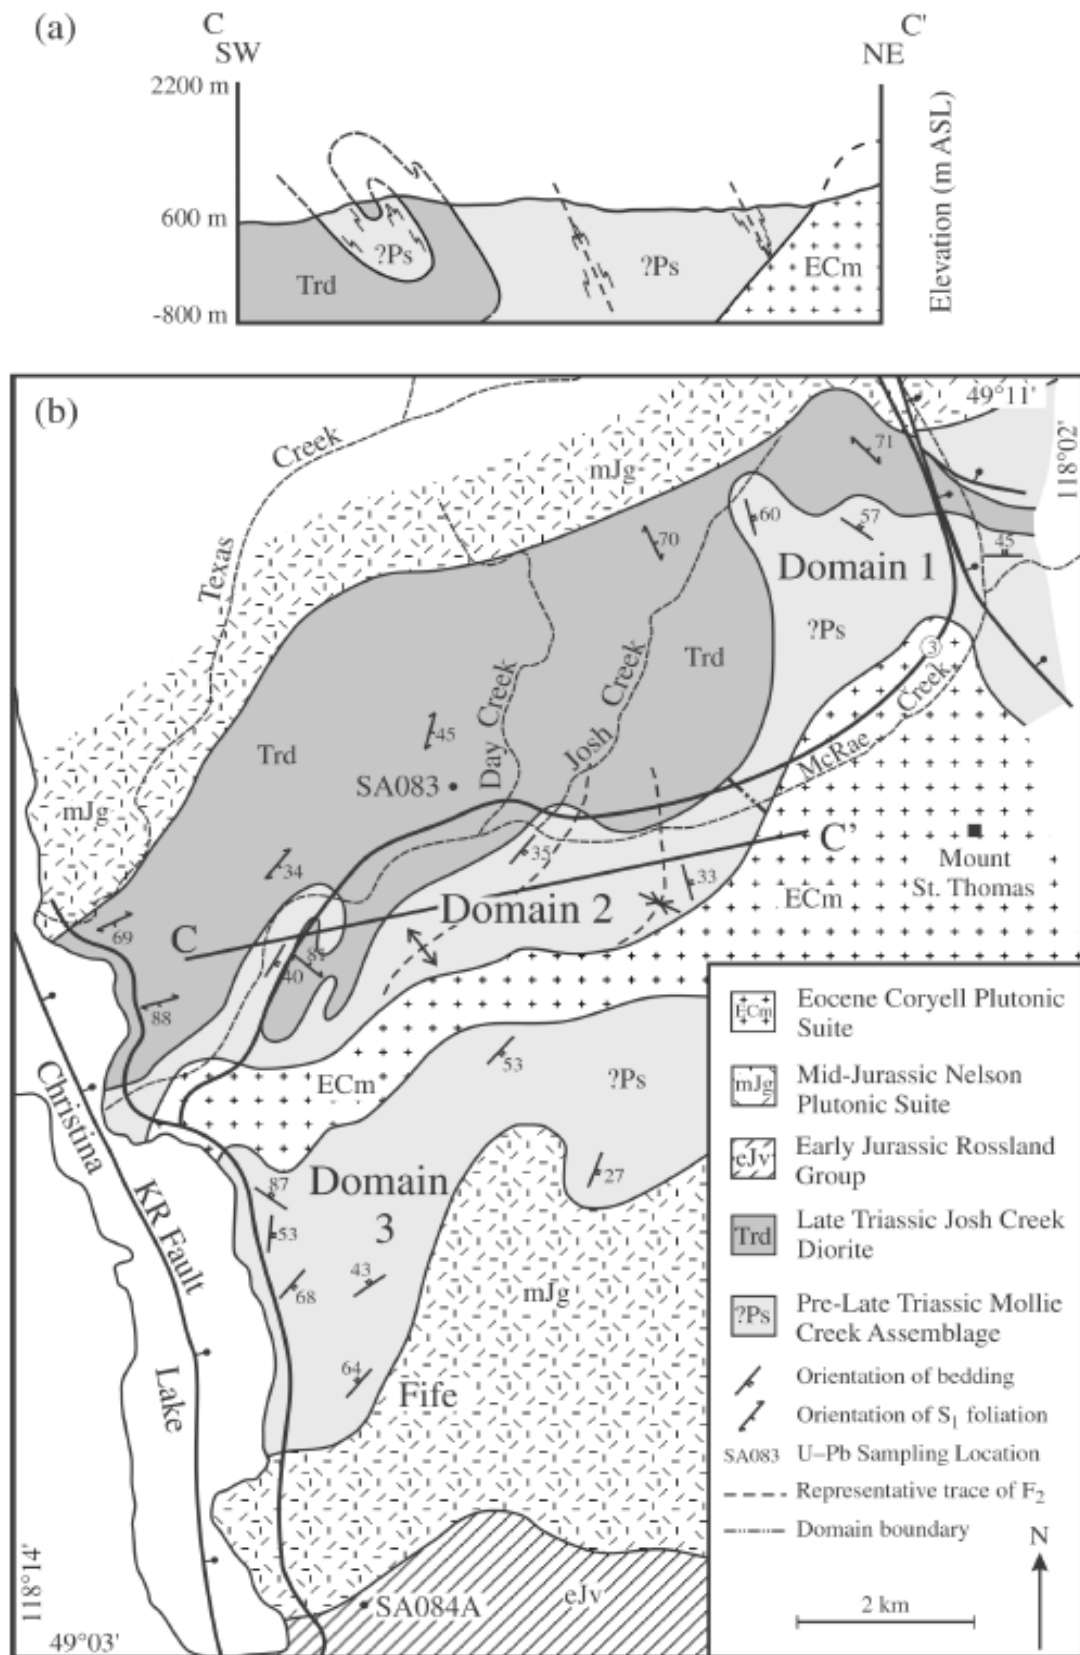 (a)
C
C'
SW
NE
2200 m
600 m
-800 m
Elevation (m ASL)
Trd
?Ps
?Ps
ECm
(b)
49°11'
118°02'
Creek
Texas
mJg
71
60
57
45
Domain 1
?Ps
70
Trd
3
Creek
McRae
Day Creek
Josh Creek
45
Trd
SA083
mJg
34
35
C'
Mount
St. Thomas
33
ECm
Domain 2
69
C
81
40
88
ECm
53
?Ps
Christina
KR Fault
Lake
87
Domain
3
53
27
43
68
mJg
64
Fife
SA084A
eJv
118°14'
49°03'
ECm
Eocene Coryell Plutonic
Suite
mJg
Mid-Jurassic Nelson
Plutonic Suite
eJv
Early Jurassic Rossland
Group
Trd
Late Triassic Josh Creek
Diorite
?Ps
Pre-Late Triassic Mollie
Creek Assemblage
Orientation of bedding
Orientation of S1 foliation
SA083 U–Pb Sampling Location
Representative trace of F2
Domain boundary
N
2 km